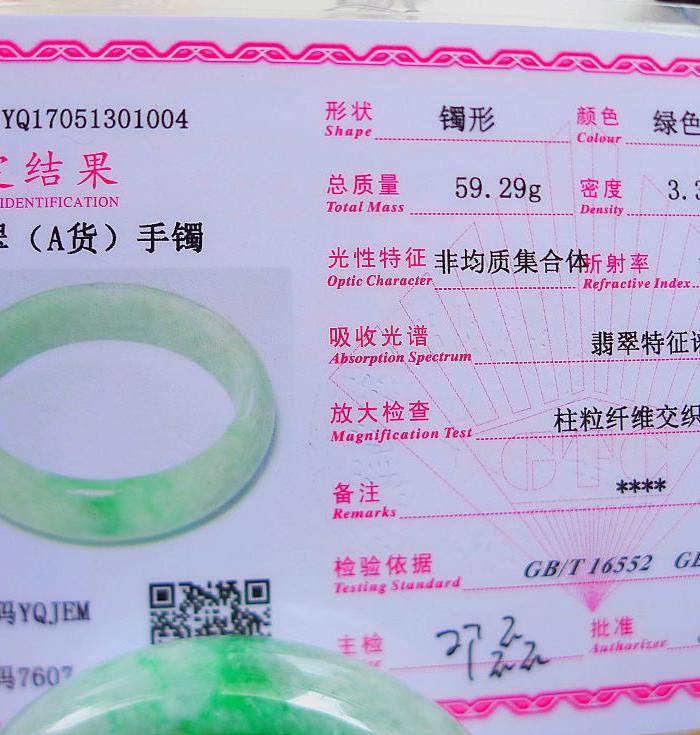 YQ17051301004
定结果
IDENTIFICATION
翠（A货）手镯
码YQJEM
码7607
形状 镯形 颜色 绿色
Shape Colour
总质量 59.29g 密度 3.3
Total Mass Density
光性特征 非均质集合体 折射率
Optic Character Refractive Index
吸收光谱 翡翠特征谱
Absorption Spectrum
放大检查 柱粒纤维交织
Magnification Test
备注 ****
Remarks
检验依据 GB/T 16552 GB
Testing Standard
主检 批准
Authorizer
CTC